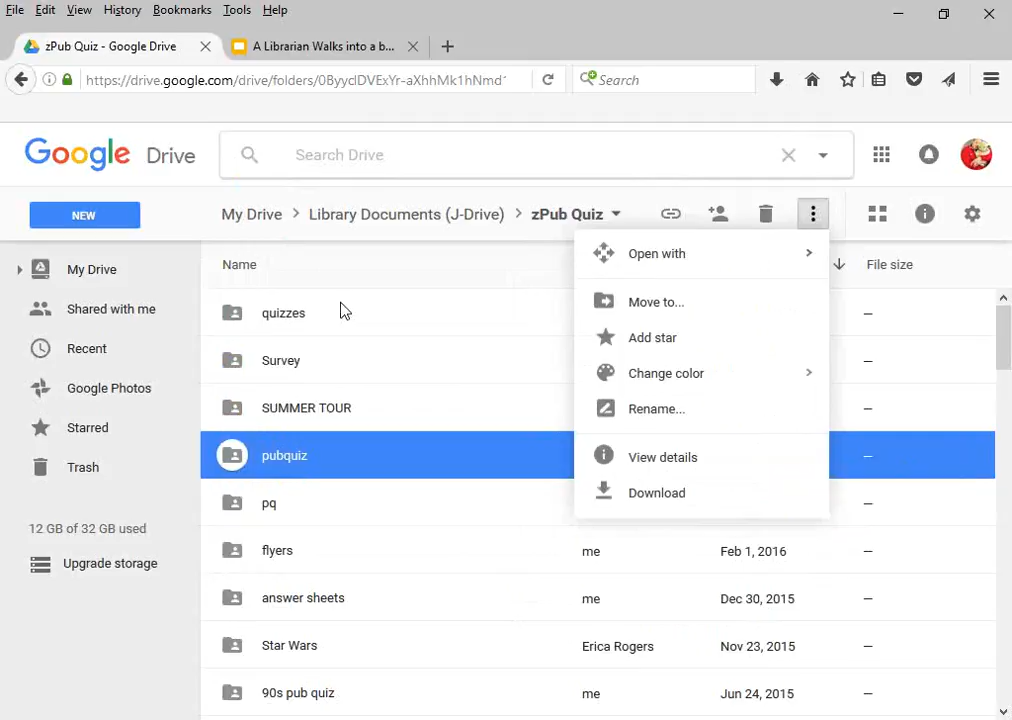 File Edit View History Bookmarks Tools Help
zPub Quiz - Google Drive
A Librarian Walks into a b...
https://drive.google.com/drive/folders/0ByyclDVExYr-aXhhMk1hNmd1
Search
Google Drive
Search Drive
NEW
My Drive > Library Documents (J-Drive) > zPub Quiz
My Drive
Shared with me
Recent
Google Photos
Starred
Trash
12 GB of 32 GB used
Upgrade storage
Name
File size
quizzes
—
Survey
—
SUMMER TOUR
—
pubquiz
—
pq
—
flyers me Feb 1, 2016 —
answer sheets me Dec 30, 2015 —
Star Wars Erica Rogers Nov 23, 2015 —
90s pub quiz me Jun 24, 2015 —
Open with
Move to...
Add star
Change color
Rename...
View details
Download